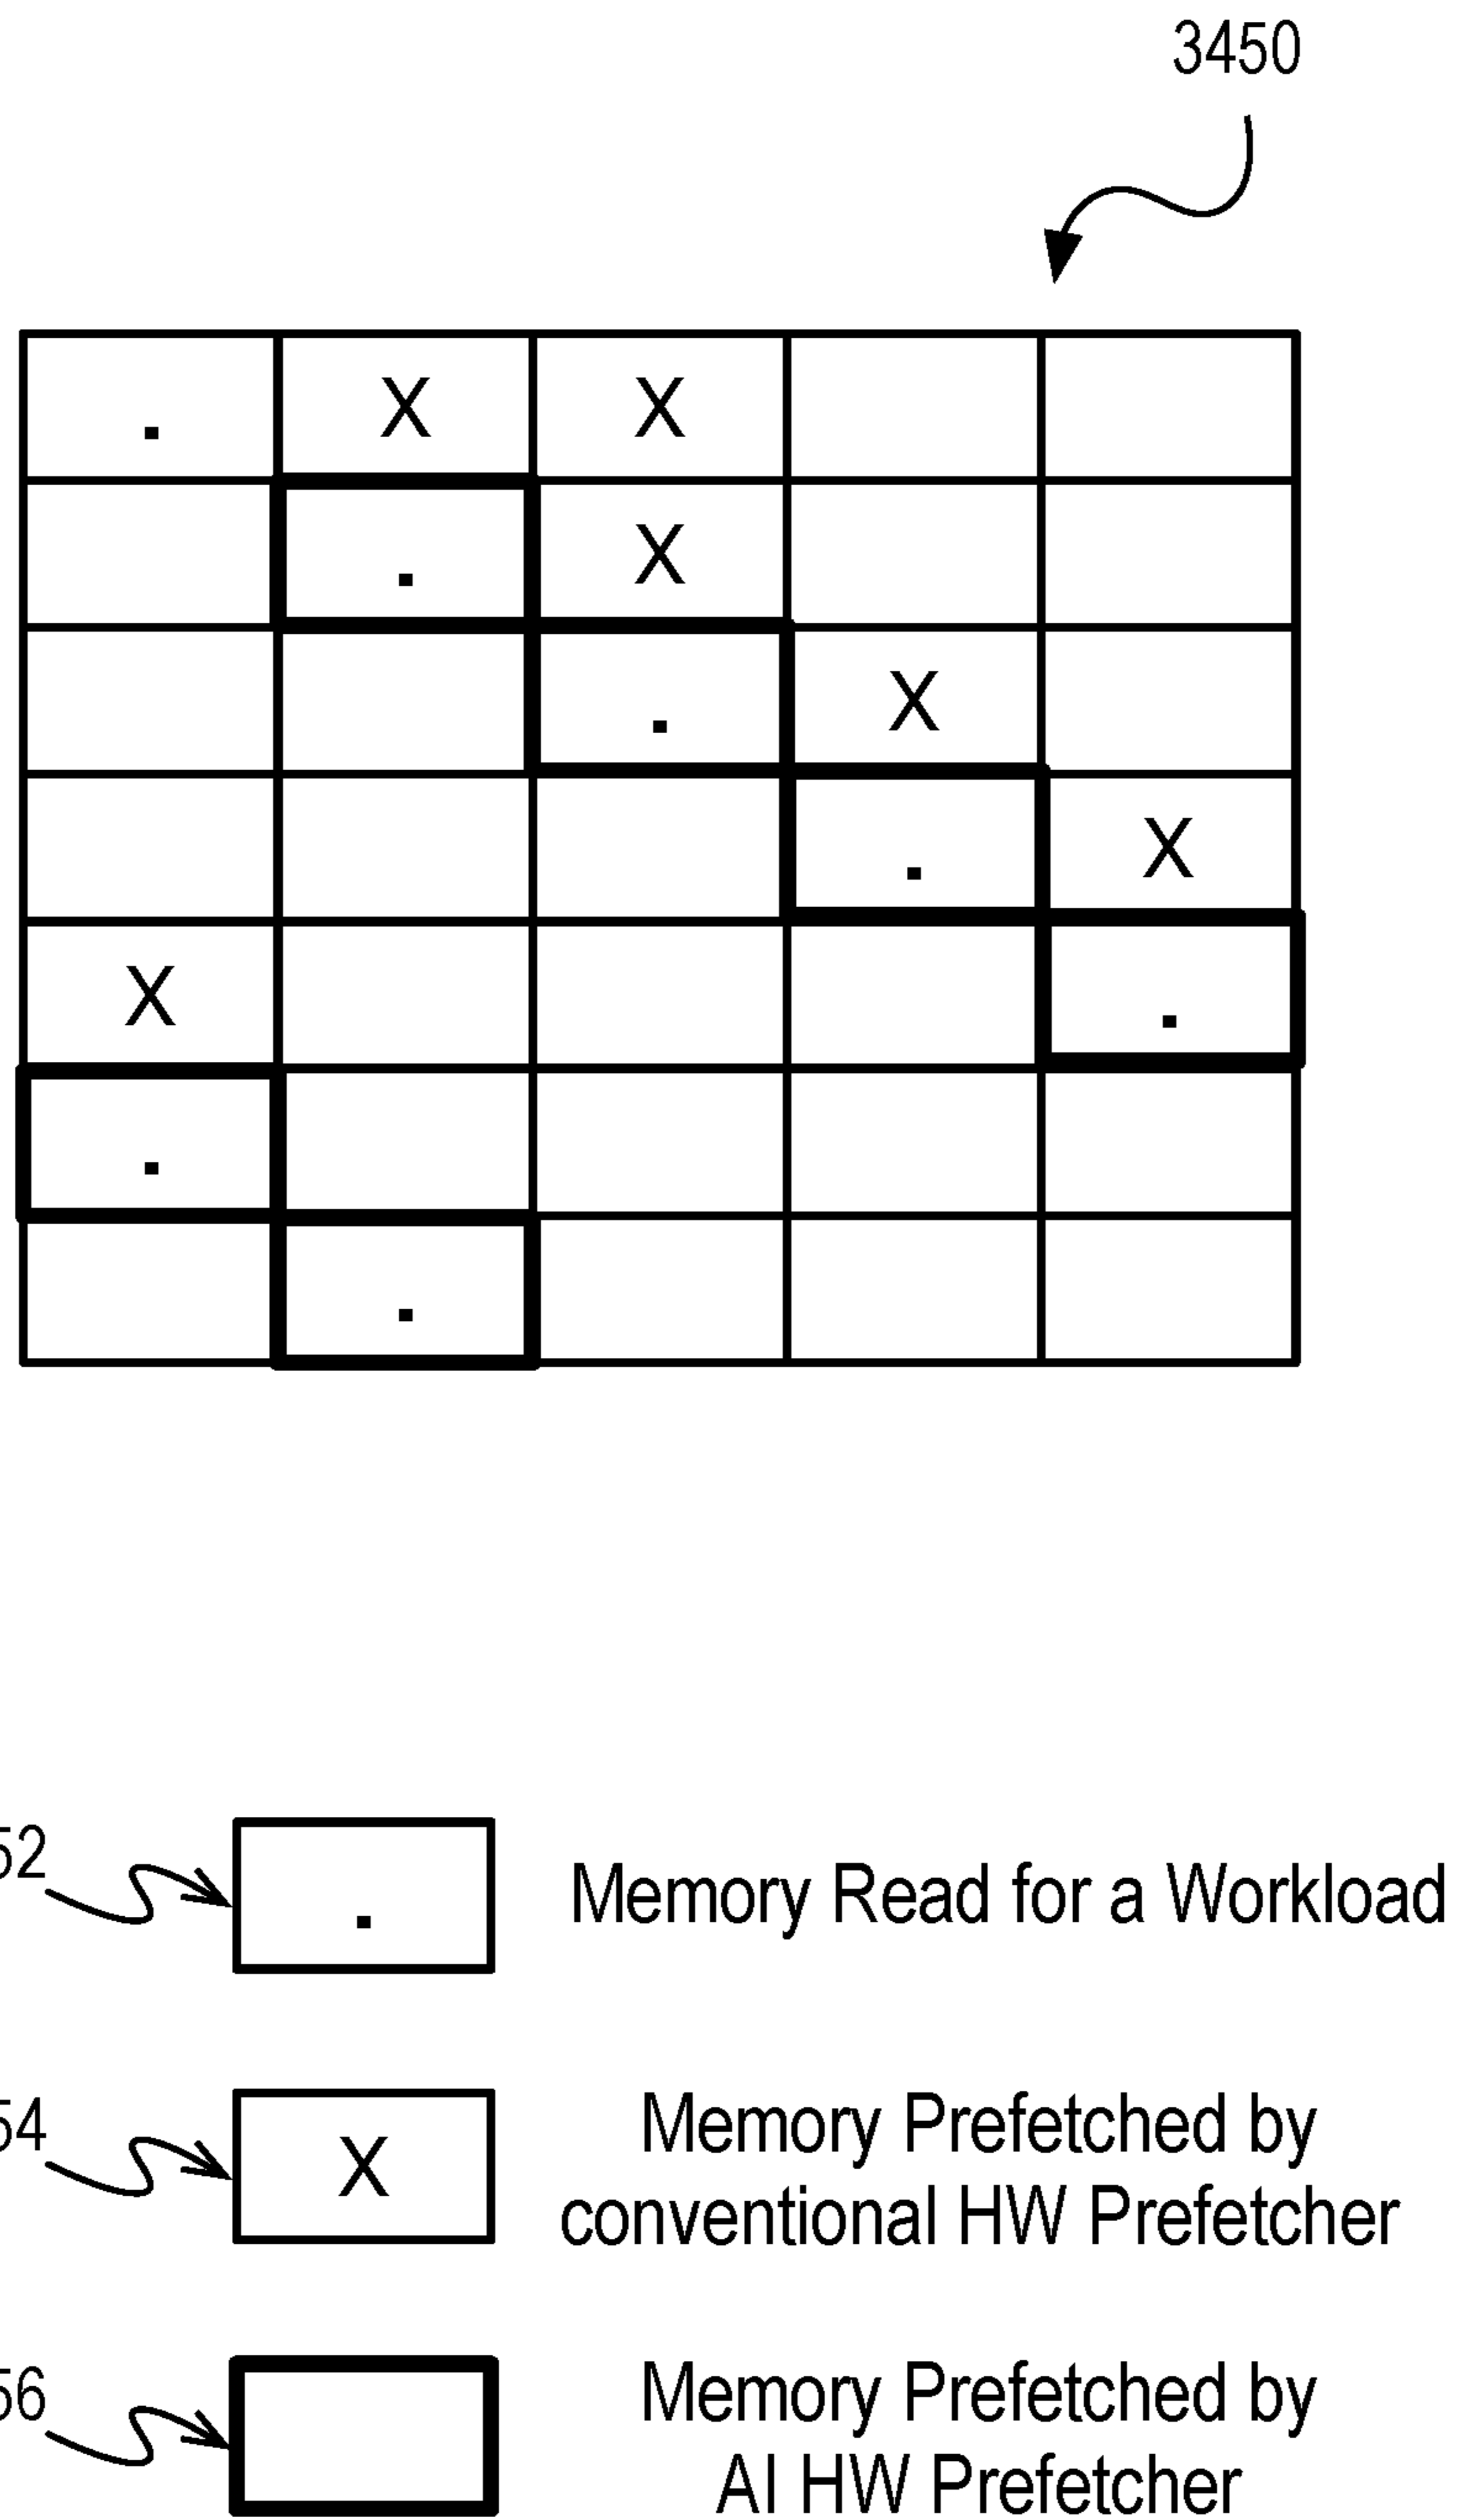 3450
. X X
. X
. X
. X
X .
.
.
52
. Memory Read for a Workload
54
X Memory Prefetched by
conventional HW Prefetcher
56
Memory Prefetched by
AI HW Prefetcher